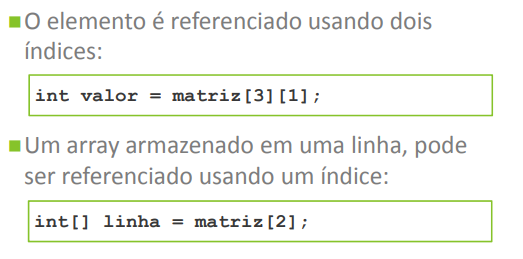 O elemento é referenciado usando dois
índices:
int valor = matriz[3][1];
Um array armazenado em uma linha, pode
ser referenciado usando um índice:
int[] linha = matriz[2];